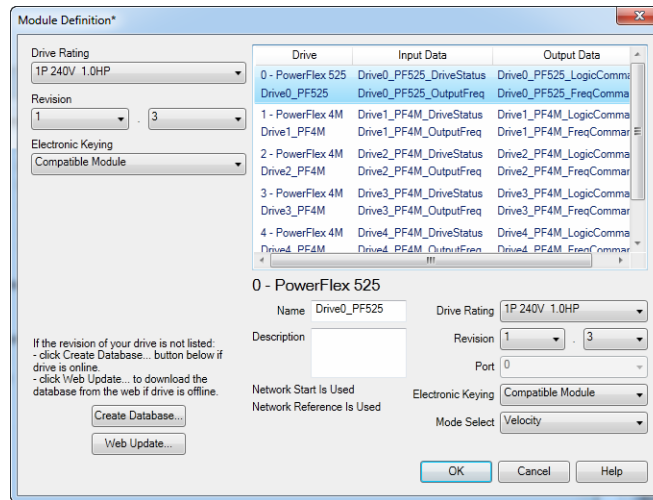 Module Definition*
Drive Rating
1P 240V 1.0HP
Revision
1 . 3
Electronic Keying
Compatible Module
If the revision of your drive is not listed:
- click Create Database... button below if
drive is online.
- click Web Update... to download the
database from the web if drive is offline.
Create Database...
Web Update...
Drive Input Data Output Data
0 - PowerFlex 525 Drive0_PF525_DriveStatus Drive0_PF525_LogicComma
Drive0_PF525 Drive0_PF525_OutputFreq Drive0_PF525_FreqComma
1 - PowerFlex 4M Drive1_PF4M_DriveStatus Drive1_PF4M_LogicComma
Drive1_PF4M Drive1_PF4M_OutputFreq Drive1_PF4M_FreqCommar
2 - PowerFlex 4M Drive2_PF4M_DriveStatus Drive2_PF4M_LogicComma
Drive2_PF4M Drive2_PF4M_OutputFreq Drive2_PF4M_FreqCommar
3 - PowerFlex 4M Drive3_PF4M_DriveStatus Drive3_PF4M_LogicComma
Drive3_PF4M Drive3_PF4M_OutputFreq Drive3_PF4M_FreqCommar
4 - PowerFlex 4M Drive4_PF4M_DriveStatus Drive4_PF4M_LogicComma
Drive4_PF4M Drive4_PF4M_OutputFreq Drive4_PF4M_FreqCommar
0 - PowerFlex 525
Name Drive0_PF525
Description
Network Start Is Used
Network Reference Is Used
Drive Rating 1P 240V 1.0HP
Revision 1 . 3
Port 0
Electronic Keying Compatible Module
Mode Select Velocity
OK Cancel Help